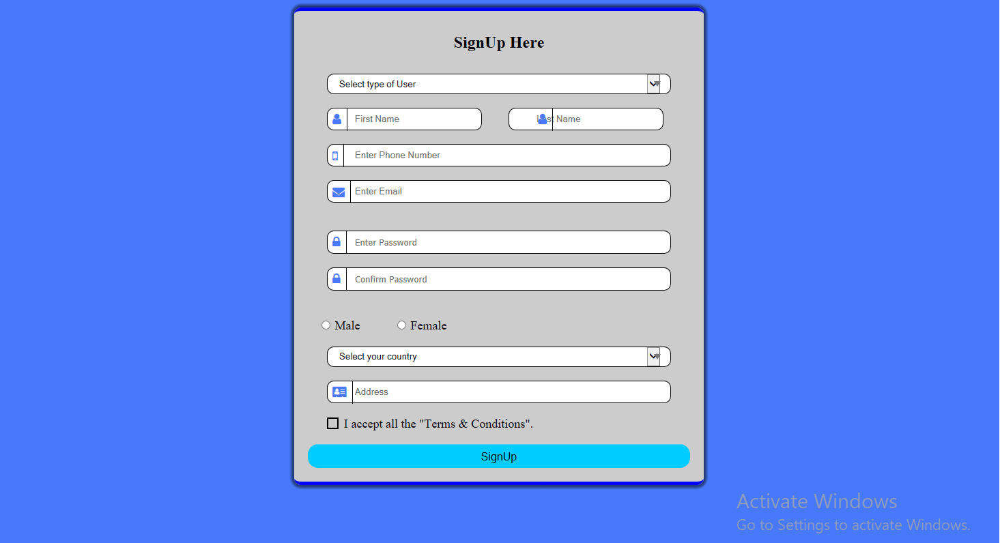 SignUp Here
Select type of User
First Name
Last Name
Enter Phone Number
Enter Email
Enter Password
Confirm Password
Male Female
Select your country
Address
I accept all the "Terms & Conditions".
SignUp
Activate Windows
Go to Settings to activate Windows.